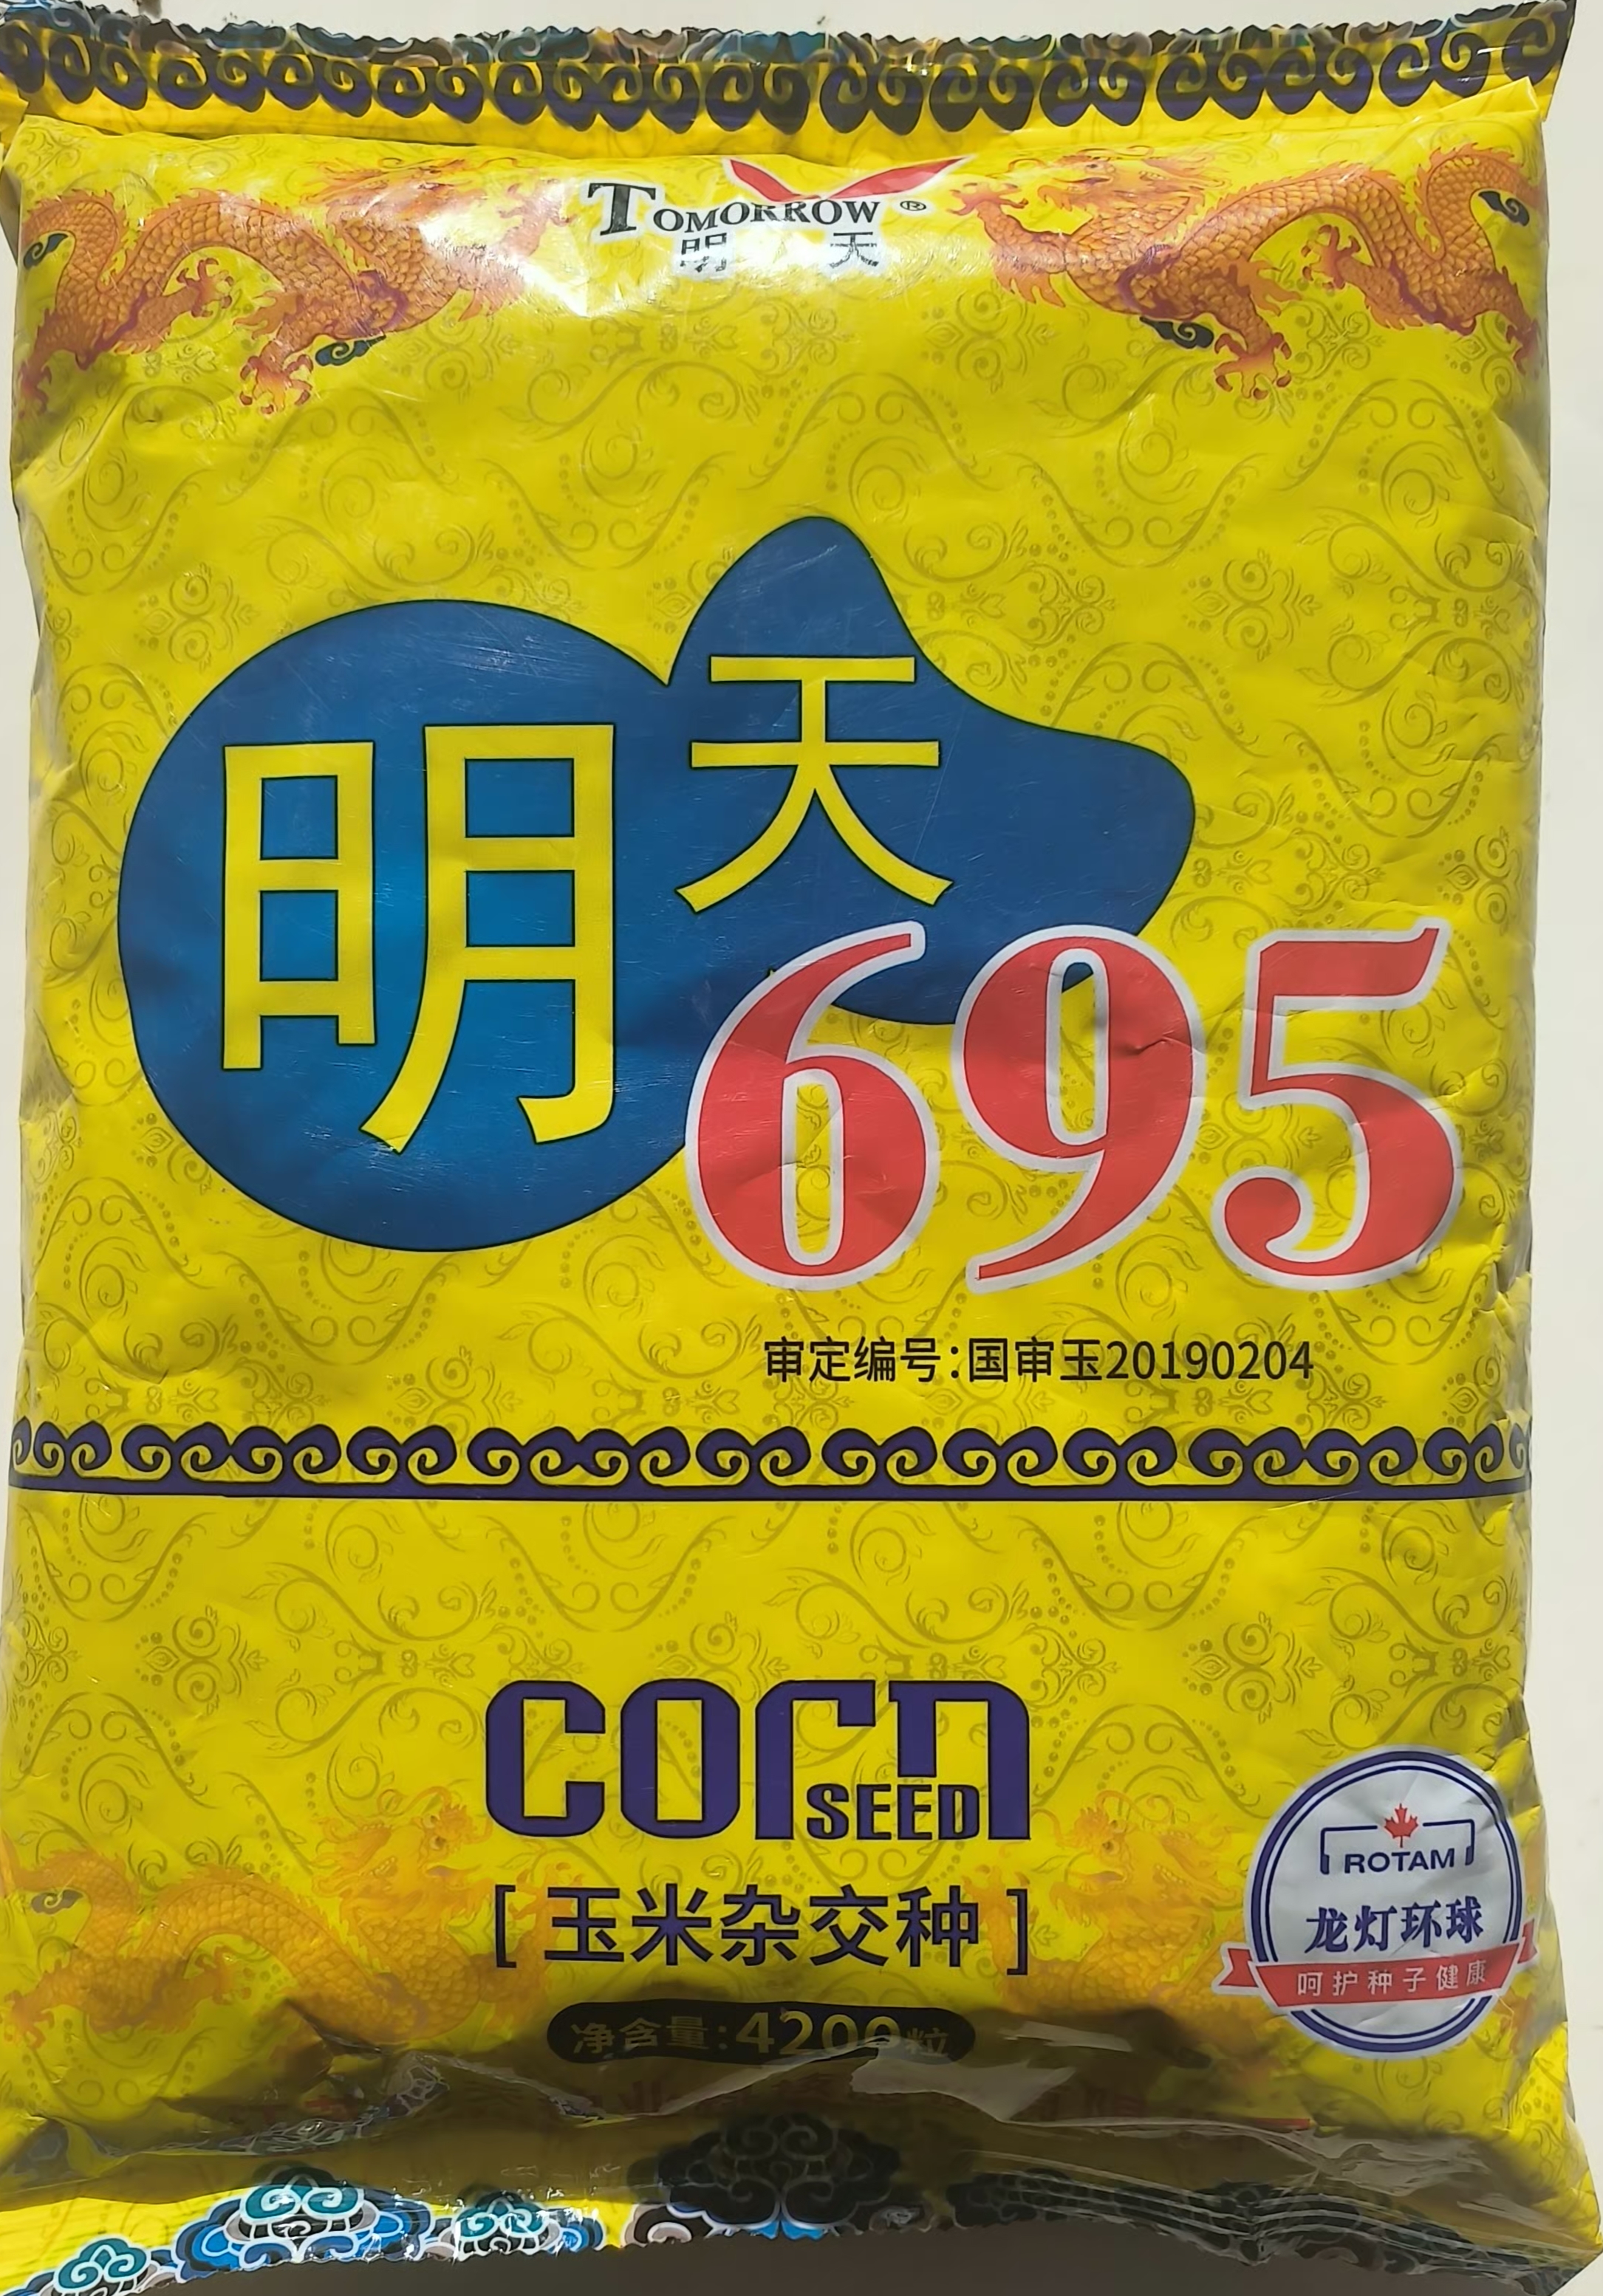 TOMORROW ®
明天
明天
695
审定编号:国审玉20190204
corn
SEED
[玉米杂交种]
ROTAM
龙灯环球
呵护种子健康
净含量:4200粒